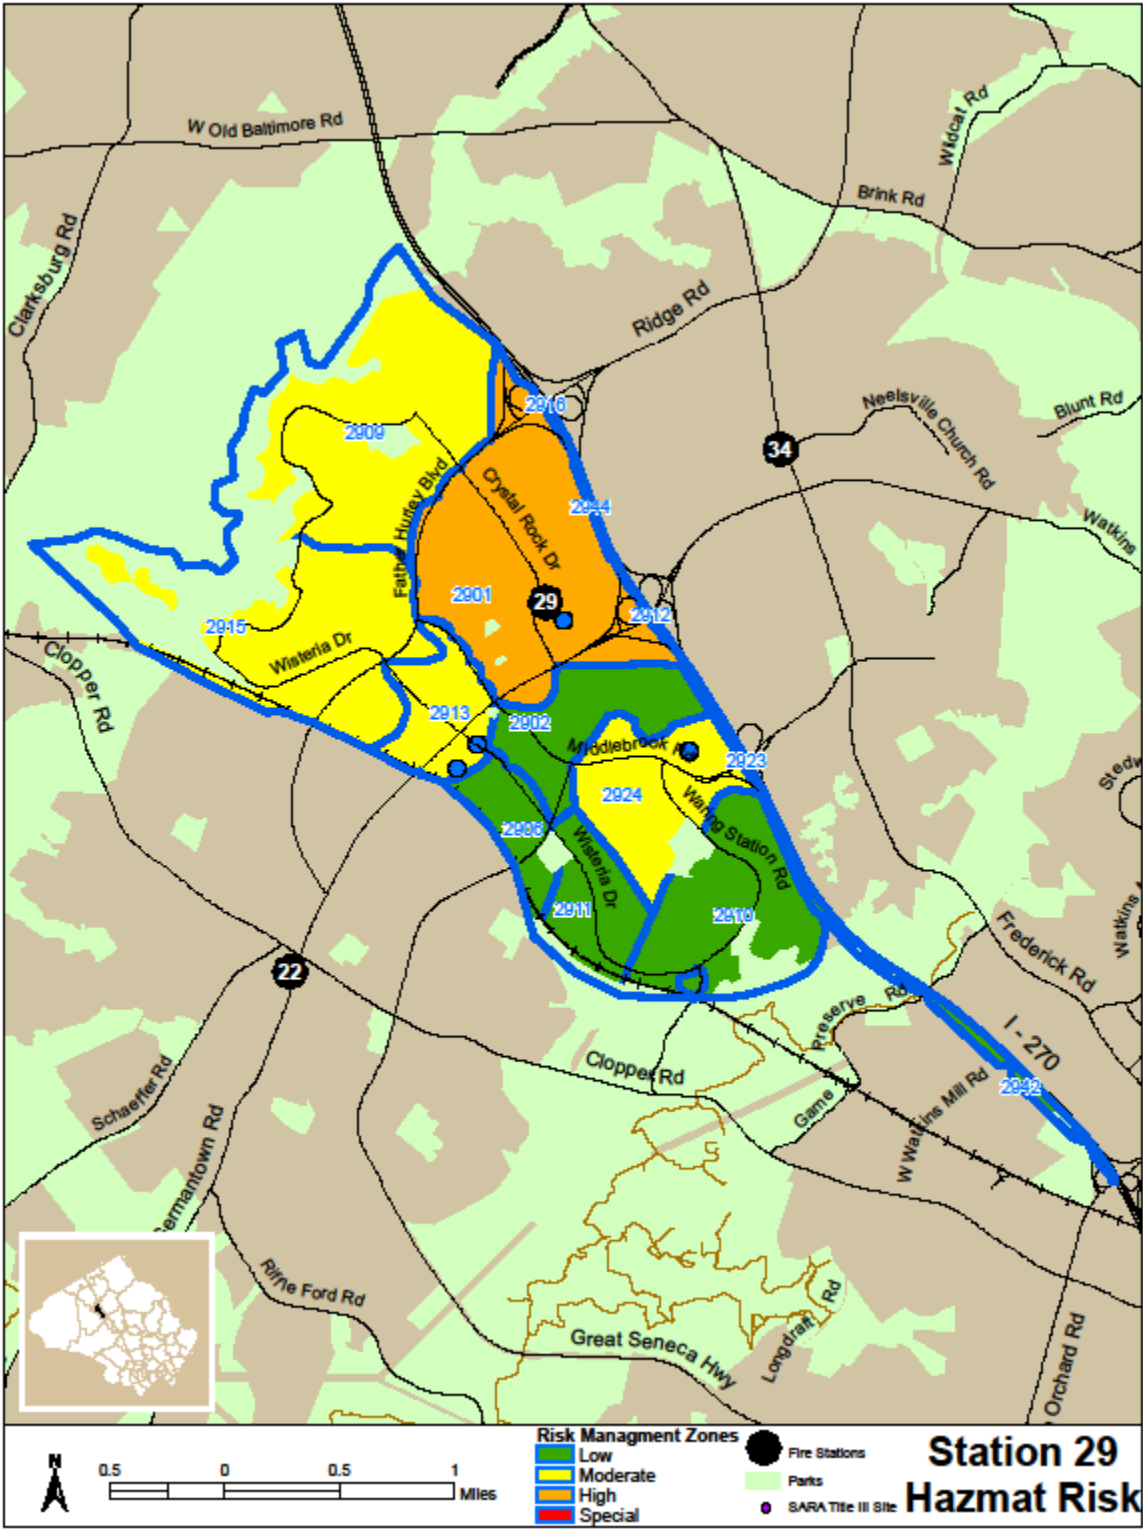 W Old Baltimore Rd
Wildcat Rd
Brink Rd
Clarksburg Rd
Ridge Rd
Neelsville Church Rd
Blunt Rd
2916
34
2909
Father Hurley Blvd
Crystal Rock Dr
2944
Watkins
2901
29
2912
2915
Wisteria Dr
Clopper Rd
2913
2902
Middlebrook
2923
Stedw
2924
Waring Station Rd
2906
Wisteria Dr
2911
2910
Watkins
Frederick Rd
22
Preserve Rd
I - 270
Clopper Rd
2942
Game
W Watkins Mill Rd
Schaeffer Rd
Germantown Rd
Riffle Ford Rd
Longdraft Rd
Great Seneca Hwy
Orchard Rd
N
0.5 0 0.5 1
Miles
Risk Managment Zones
Low
Moderate
High
Special
Fire Stations
Parks
SARA Title III Site
Station 29
Hazmat Risk